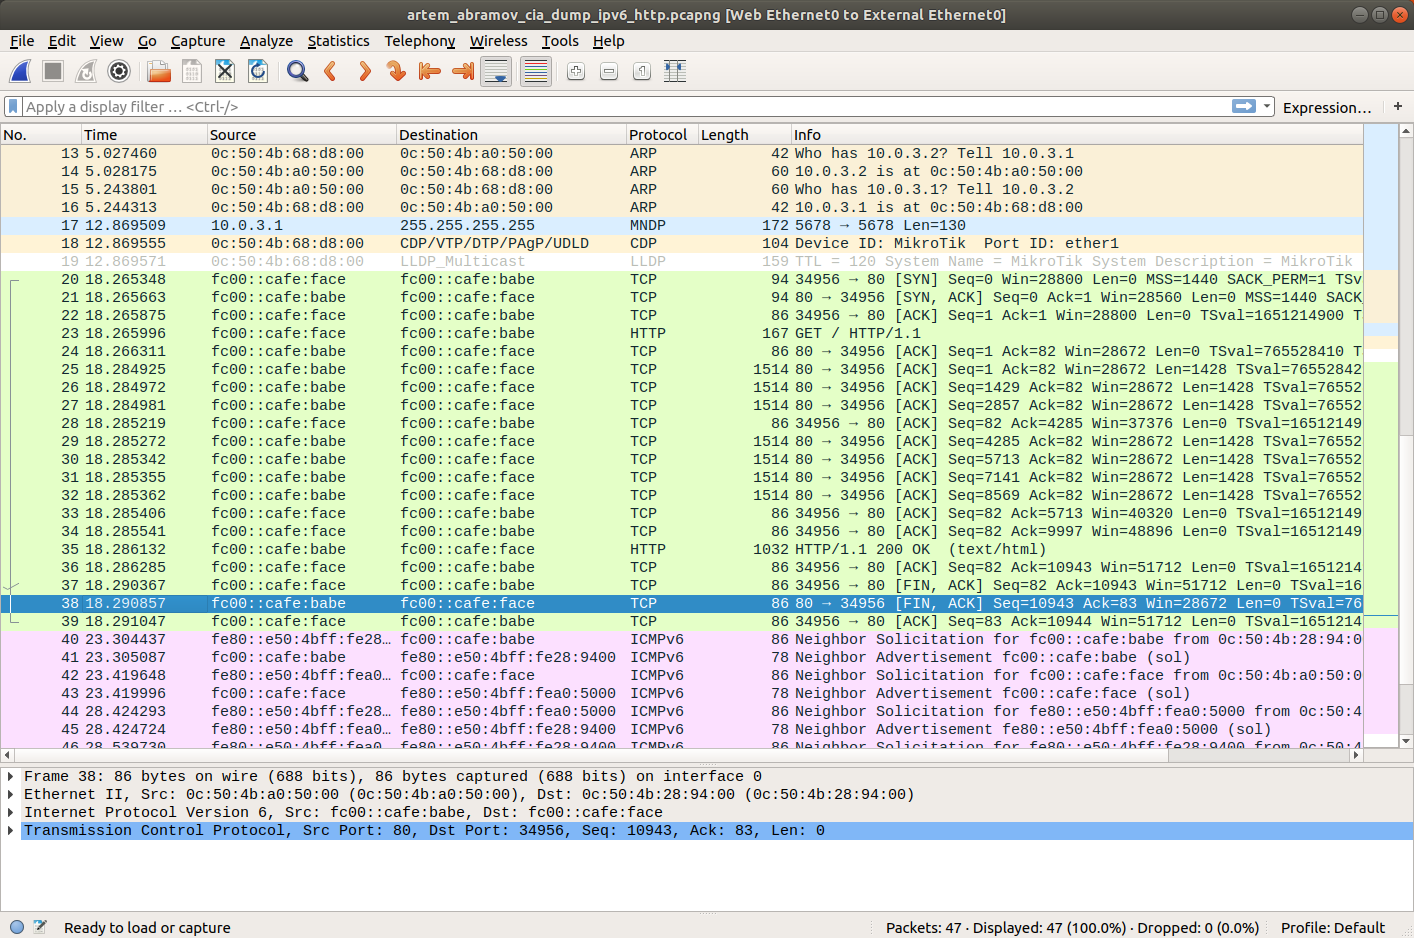 artem_abramov_cia_dump_ipv6_http.pcapng [Web Ethernet0 to External Ethernet0]
File Edit View Go Capture Analyze Statistics Telephony Wireless Tools Help
Apply a display filter … <Ctrl-/> Expression… +
No. Time Source Destination Protocol Length Info
13 5.027460 0c:50:4b:68:d8:00 0c:50:4b:a0:50:00 ARP 42 Who has 10.0.3.2? Tell 10.0.3.1
14 5.028175 0c:50:4b:a0:50:00 0c:50:4b:68:d8:00 ARP 60 10.0.3.2 is at 0c:50:4b:a0:50:00
15 5.243801 0c:50:4b:a0:50:00 0c:50:4b:68:d8:00 ARP 60 Who has 10.0.3.1? Tell 10.0.3.2
16 5.244313 0c:50:4b:68:d8:00 0c:50:4b:a0:50:00 ARP 42 10.0.3.1 is at 0c:50:4b:68:d8:00
17 12.869509 10.0.3.1 255.255.255.255 MNDP 172 5678 → 5678 Len=130
18 12.869555 0c:50:4b:68:d8:00 CDP/VTP/DTP/PAgP/UDLD CDP 104 Device ID: MikroTik Port ID: ether1
19 12.869571 0c:50:4b:68:d8:00 LLDP_Multicast LLDP 159 TTL = 120 System Name = MikroTik System Description = MikroTik
20 18.265348 fc00::cafe:face fc00::cafe:babe TCP 94 34956 → 80 [SYN] Seq=0 Win=28800 Len=0 MSS=1440 SACK_PERM=1 TSv
21 18.265663 fc00::cafe:babe fc00::cafe:face TCP 94 80 → 34956 [SYN, ACK] Seq=0 Ack=1 Win=28560 Len=0 MSS=1440 SACK
22 18.265875 fc00::cafe:face fc00::cafe:babe TCP 86 34956 → 80 [ACK] Seq=1 Ack=1 Win=28800 Len=0 TSval=1651214900 T
23 18.265996 fc00::cafe:face fc00::cafe:babe HTTP 167 GET / HTTP/1.1
24 18.266311 fc00::cafe:babe fc00::cafe:face TCP 86 80 → 34956 [ACK] Seq=1 Ack=82 Win=28672 Len=0 TSval=765528410 T
25 18.284925 fc00::cafe:babe fc00::cafe:face TCP 1514 80 → 34956 [ACK] Seq=1 Ack=82 Win=28672 Len=1428 TSval=76552842
26 18.284972 fc00::cafe:babe fc00::cafe:face TCP 1514 80 → 34956 [ACK] Seq=1429 Ack=82 Win=28672 Len=1428 TSval=76552
27 18.284981 fc00::cafe:babe fc00::cafe:face TCP 1514 80 → 34956 [ACK] Seq=2857 Ack=82 Win=28672 Len=1428 TSval=76552
28 18.285219 fc00::cafe:face fc00::cafe:babe TCP 86 34956 → 80 [ACK] Seq=82 Ack=4285 Win=37376 Len=0 TSval=16512149
29 18.285272 fc00::cafe:babe fc00::cafe:face TCP 1514 80 → 34956 [ACK] Seq=4285 Ack=82 Win=28672 Len=1428 TSval=76552
30 18.285342 fc00::cafe:babe fc00::cafe:face TCP 1514 80 → 34956 [ACK] Seq=5713 Ack=82 Win=28672 Len=1428 TSval=76552
31 18.285355 fc00::cafe:babe fc00::cafe:face TCP 1514 80 → 34956 [ACK] Seq=7141 Ack=82 Win=28672 Len=1428 TSval=76552
32 18.285362 fc00::cafe:babe fc00::cafe:face TCP 1514 80 → 34956 [ACK] Seq=8569 Ack=82 Win=28672 Len=1428 TSval=76552
33 18.285406 fc00::cafe:face fc00::cafe:babe TCP 86 34956 → 80 [ACK] Seq=82 Ack=5713 Win=40320 Len=0 TSval=16512149
34 18.285541 fc00::cafe:face fc00::cafe:babe TCP 86 34956 → 80 [ACK] Seq=82 Ack=9997 Win=48896 Len=0 TSval=16512149
35 18.286132 fc00::cafe:babe fc00::cafe:face HTTP 1032 HTTP/1.1 200 OK (text/html)
36 18.286285 fc00::cafe:face fc00::cafe:babe TCP 86 34956 → 80 [ACK] Seq=82 Ack=10943 Win=51712 Len=0 TSval=1651214
37 18.290367 fc00::cafe:face fc00::cafe:babe TCP 86 34956 → 80 [FIN, ACK] Seq=82 Ack=10943 Win=51712 Len=0 TSval=16
38 18.290857 fc00::cafe:babe fc00::cafe:face TCP 86 80 → 34956 [FIN, ACK] Seq=10943 Ack=83 Win=28672 Len=0 TSval=76
39 18.291047 fc00::cafe:face fc00::cafe:babe TCP 86 34956 → 80 [ACK] Seq=83 Ack=10944 Win=51712 Len=0 TSval=1651214
40 23.304437 fe80::e50:4bff:fe28… fc00::cafe:babe ICMPv6 86 Neighbor Solicitation for fc00::cafe:babe from 0c:50:4b:28:94:0
41 23.305087 fc00::cafe:babe fe80::e50:4bff:fe28:9400 ICMPv6 78 Neighbor Advertisement fc00::cafe:babe (sol)
42 23.419648 fe80::e50:4bff:fea0… fc00::cafe:face ICMPv6 86 Neighbor Solicitation for fc00::cafe:face from 0c:50:4b:a0:50:0
43 23.419996 fc00::cafe:face fe80::e50:4bff:fea0:5000 ICMPv6 78 Neighbor Advertisement fc00::cafe:face (sol)
44 28.424293 fe80::e50:4bff:fe28… fe80::e50:4bff:fea0:5000 ICMPv6 86 Neighbor Solicitation for fe80::e50:4bff:fea0:5000 from 0c:50:4
45 28.424724 fe80::e50:4bff:fea0… fe80::e50:4bff:fe28:9400 ICMPv6 78 Neighbor Advertisement fe80::e50:4bff:fea0:5000 (sol)
46 28.539730 fe80::e50:4bff:fea0… fe80::e50:4bff:fe28:9400 ICMPv6 86 Neighbor Solicitation for fe80::e50:4bff:fe28:9400 from 0c:50:4
Frame 38: 86 bytes on wire (688 bits), 86 bytes captured (688 bits) on interface 0
Ethernet II, Src: 0c:50:4b:a0:50:00 (0c:50:4b:a0:50:00), Dst: 0c:50:4b:28:94:00 (0c:50:4b:28:94:00)
Internet Protocol Version 6, Src: fc00::cafe:babe, Dst: fc00::cafe:face
Transmission Control Protocol, Src Port: 80, Dst Port: 34956, Seq: 10943, Ack: 83, Len: 0
Ready to load or capture Packets: 47 · Displayed: 47 (100.0%) · Dropped: 0 (0.0%) Profile: Default